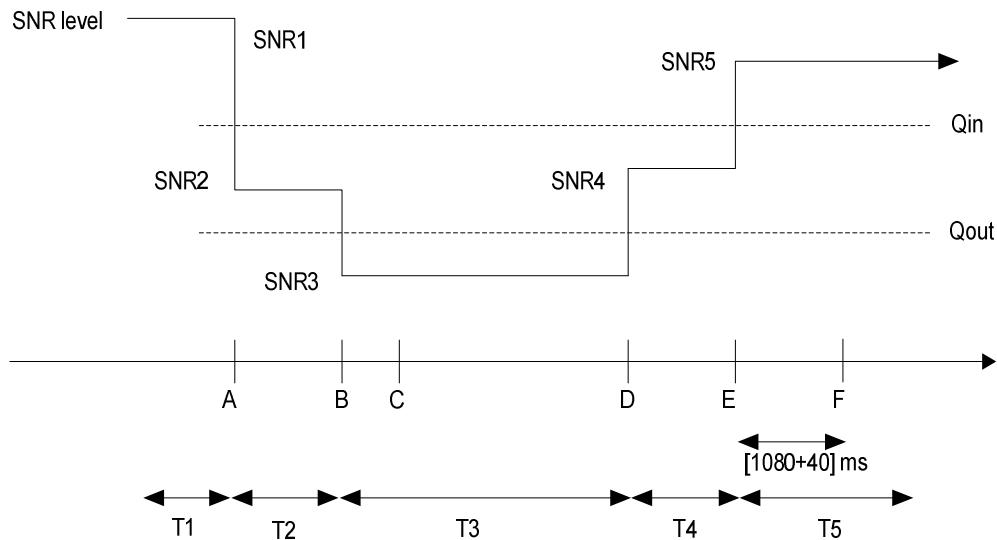 SNR level
SNR1
SNR5
Qin
SNR2
SNR4
Qout
SNR3
A
B
C
D
E
F
[1080+40] ms
T1
T2
T3
T4
T5